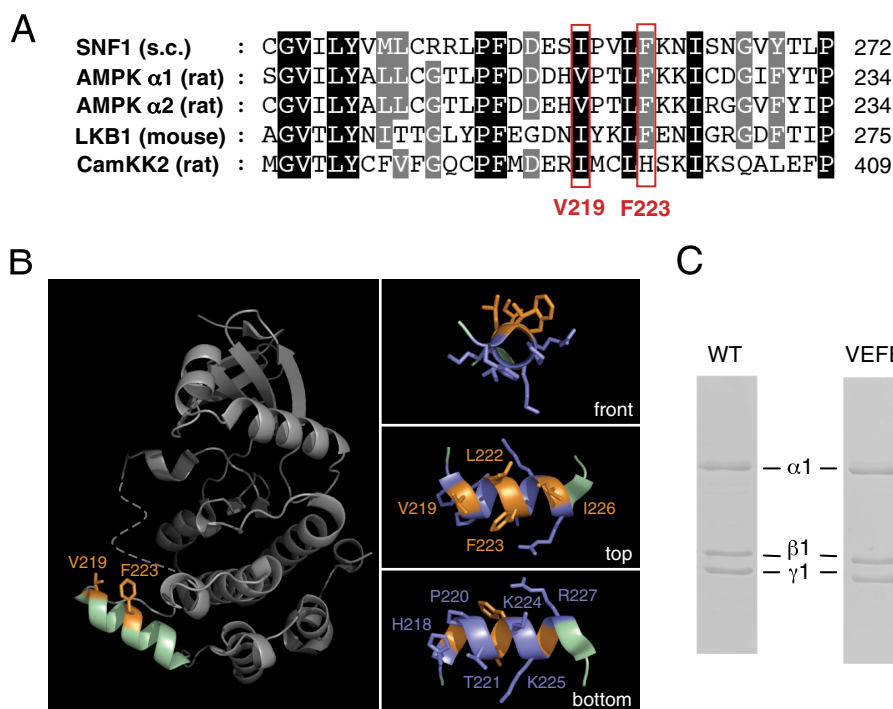 A
SNF1 (s.c.) : CGVILYVMLCRRLPFDDESIPVLFKNISNGVYTLP 272
AMPK α1 (rat) : SGVILYALLCGTLPFDDDHVPTLFKKICDGIFYTP 234
AMPK α2 (rat) : SGVILYALLCGTLPFDDDHVPTLFKKIRGGVFYIP 234
LKB1 (mouse) : AGVTLYNITTGLYPFEGDNIYKLFENIGRGDFTIP 275
CamKK2 (rat) : MGVTLYCFVFGQCPFMDERIMCLHSKIKSQALEFP 409
V219 F223
B
V219
F223
front
L222
V219
I226
F223
top
P220
K224
R227
H218
T221
K225
bottom
C
WT
α1
β1
γ1